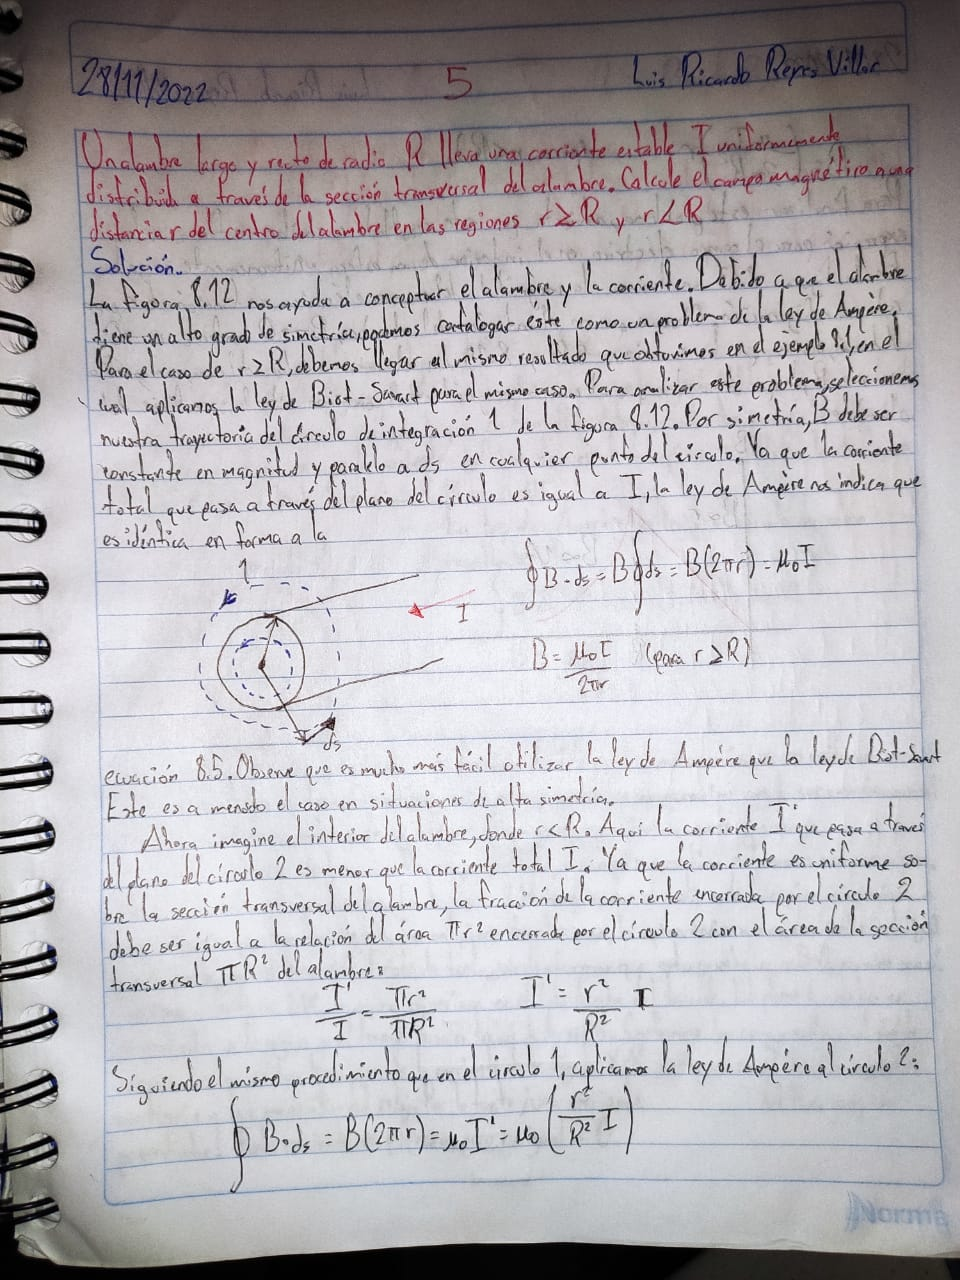 28/11/2022
5
Luis Ricardo Reyes Villar
Un alambre largo y recto de radio R lleva una corriente estable I uniformemente
distribuida a través de la sección transversal del alambre. Calcule el campo magnético a una
distancia r del centro del alambre en las regiones r≥R y r<R
Solución.
La figura 8.12 nos ayuda a conceptuar el alambre y la corriente. Debido a que el alambre
tiene un alto grado de simetría, podemos catalogar éste como un problema de la ley de Ampère.
Para el caso de r≥R, debemos llegar al mismo resultado que obtuvimos en el ejemplo 8.1, en el
cual aplicamos la ley de Biot-Savart para el mismo caso. Para analizar este problema, seleccionemos
nuestra trayectoria del círculo de integración 1 de la figura 8.12. Por simetría, B debe ser
constante en magnitud y paralelo a ds en cualquier punto del círculo. Ya que la corriente
total que pasa a través del plano del círculo es igual a I, la ley de Ampère nos indica que
es idéntica en forma a la
1
I
ds
∮B·ds = B∮ds = B(2πr) = μ₀I
B = μ₀I / 2πr (para r≥R)
ecuación 8.5. Observe que es mucho más fácil utilizar la ley de Ampère que la ley de Biot-Savart
Este es a menudo el caso en situaciones de alta simetría.
Ahora imagine el interior del alambre, donde r<R. Aquí la corriente I' que pasa a través
del plano del círculo 2 es menor que la corriente total I. Ya que la corriente es uniforme so-
bre la sección transversal del alambre, la fracción de la corriente encerrada por el círculo 2
debe ser igual a la relación del área πr² encerrada por el círculo 2 con el área de la sección
transversal πR² del alambre:
I'/I = πr²/πR² I' = r²/R² I
Siguiendo el mismo procedimiento que en el círculo 1, aplicamos la ley de Ampère al círculo 2:
∮ B·ds = B(2πr) = μ₀I' = μ₀(r²/R² I)
Norma